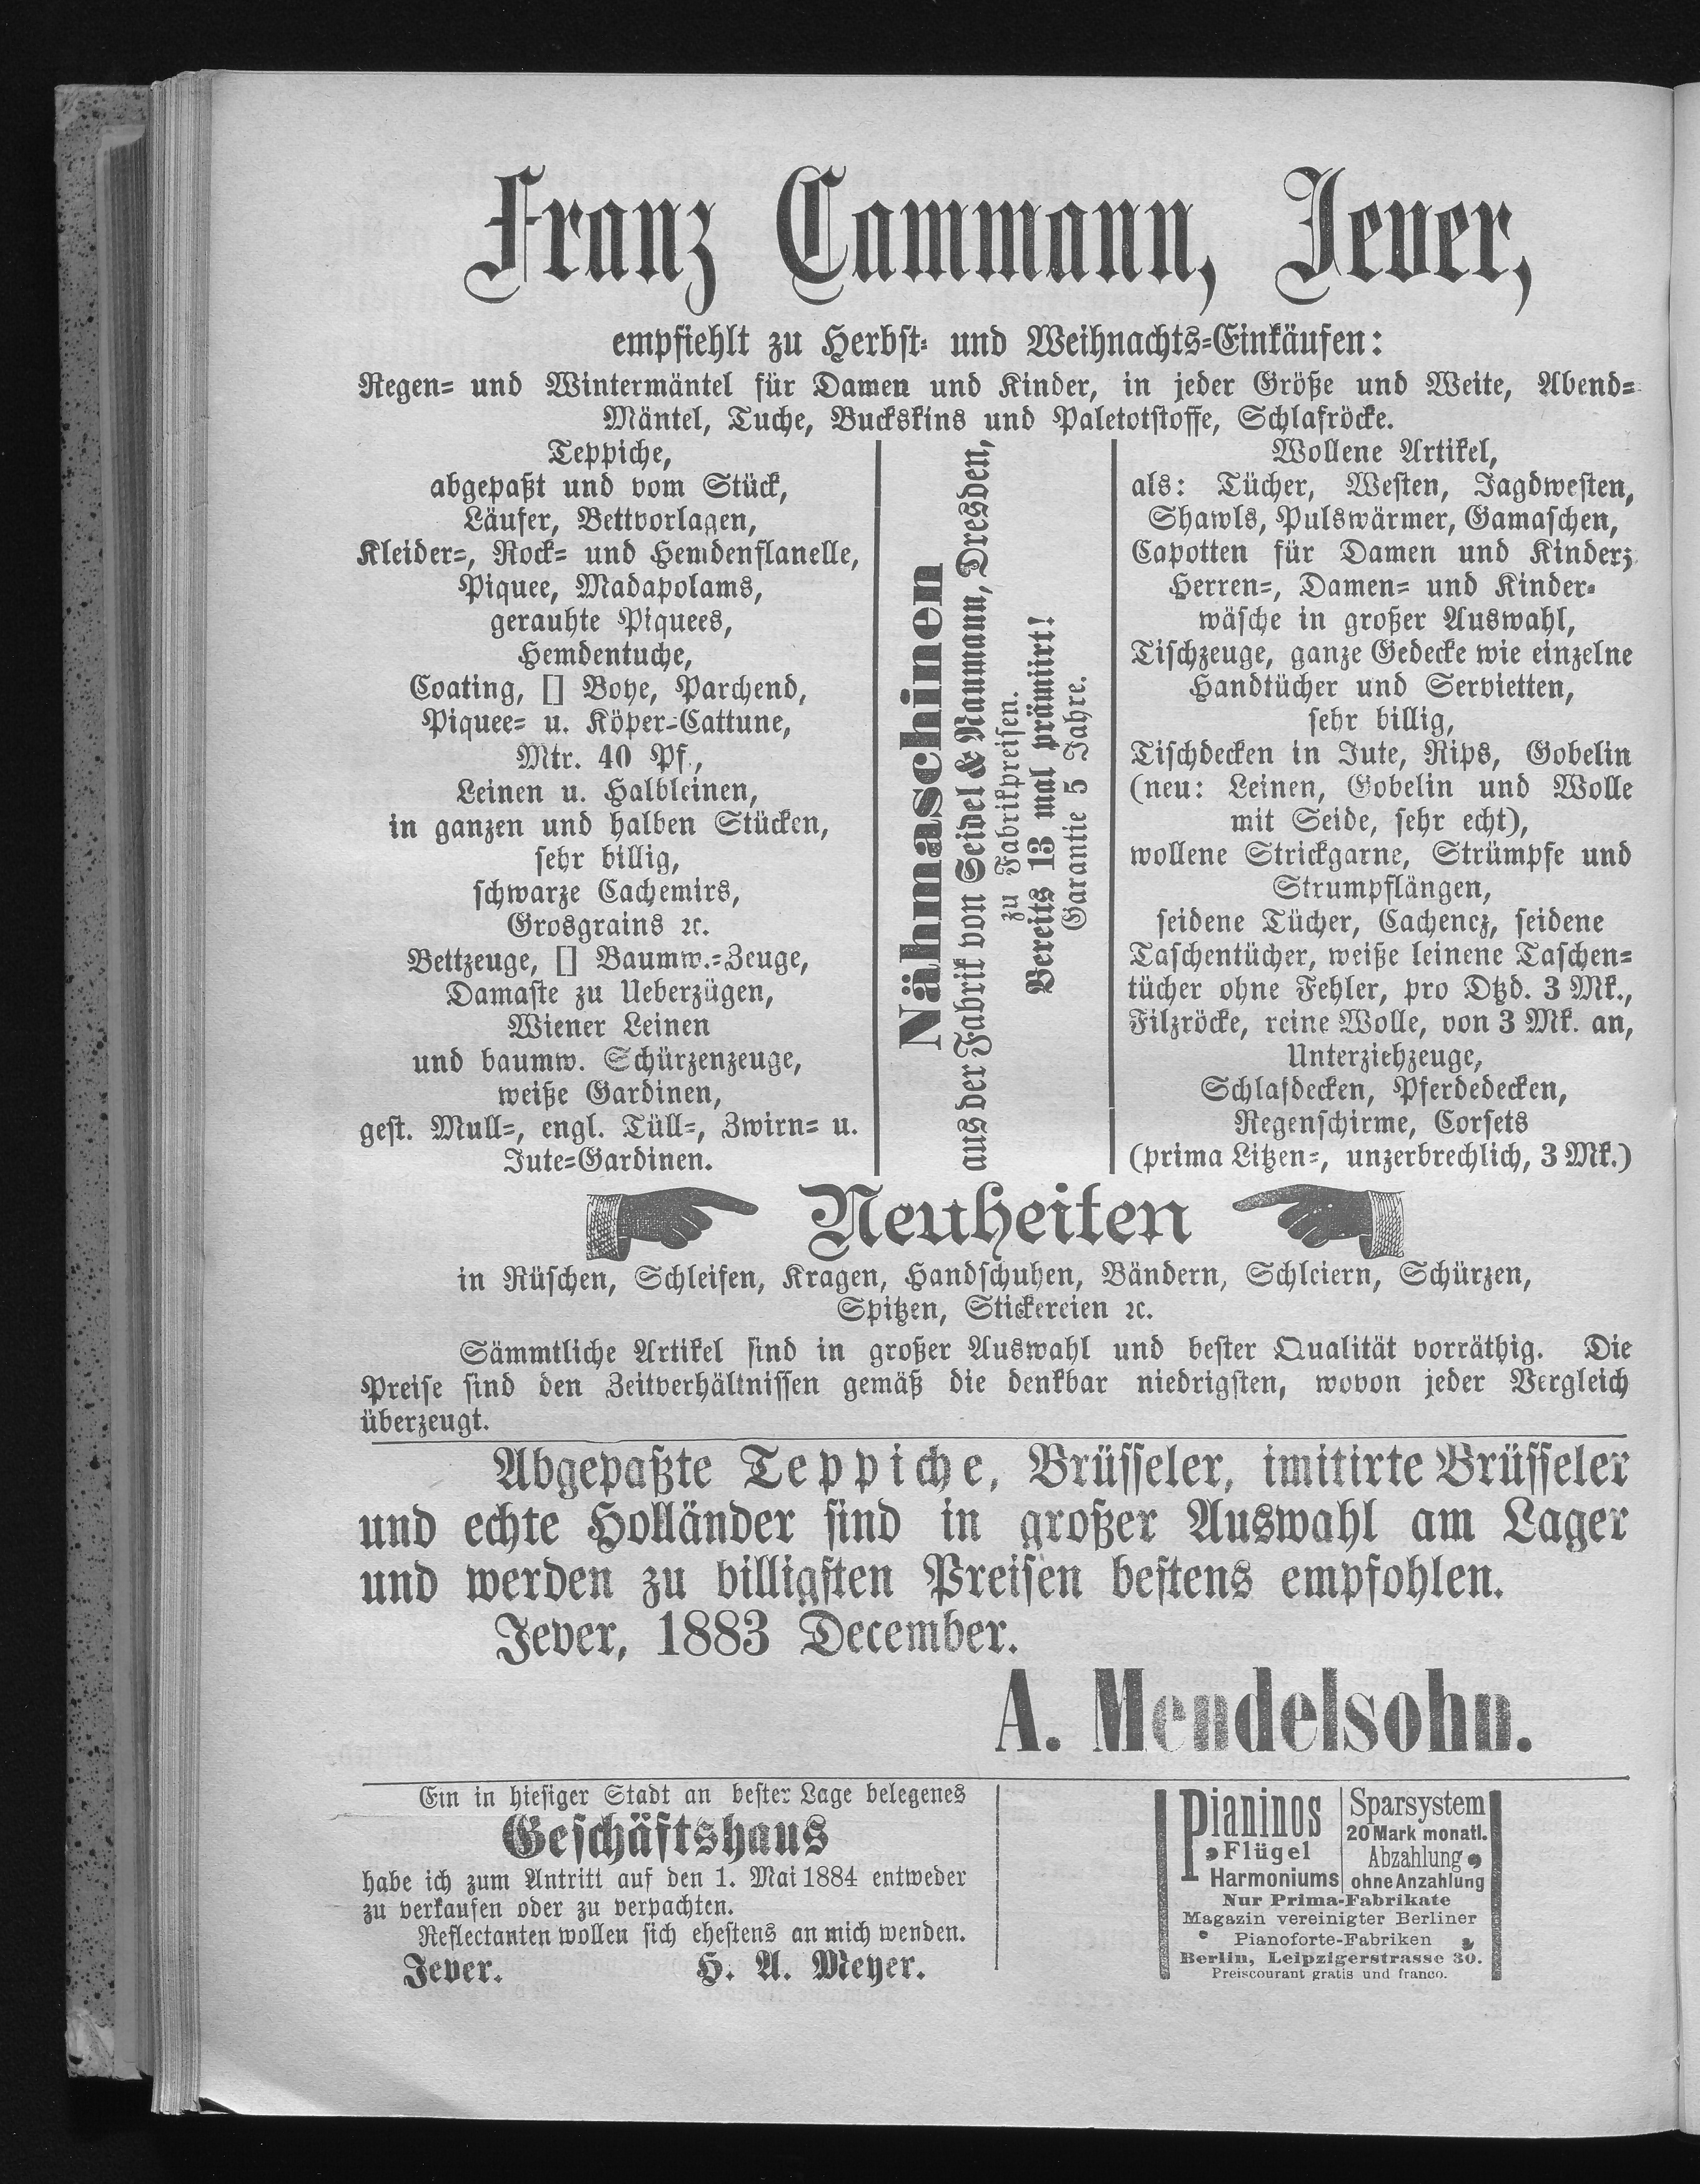 Franz Cammann, Jever,
empfiehlt zu Herbst- und Weihnachts-Einkäufen:
Regen- und Wintermäntel für Damen und Kinder, in jeder Größe und Weite, Abend-
Mäntel, Tuche, Buckskins und Paletotstoffe, Schlafröcke.
Teppiche,
abgepaßt und vom Stück,
Läufer, Bettvorlagen,
Kleider-, Rock- und Hemdenflanelle,
Piquee, Madapolams,
gerauhte Piquees,
Hemdentuche,
Coating, [] Boye, Parchend,
Piquee- u. Köper-Cattune,
Mtr. 40 Pf.,
Leinen u. Halbleinen,
in ganzen und halben Stücken,
sehr billig,
schwarze Cachemirs,
Grosgrains ꝛc.
Bettzeuge, [] Baumw.-Zeuge,
Damaste zu Ueberzügen,
Wiener Leinen
und baumw. Schürzenzeuge,
weiße Gardinen,
gest. Mull-, engl. Tüll-, Zwirn- u.
Jute-Gardinen.
Nähmaschinen
aus der Fabrik von Seidel & Naumann, Dresden,
zu Fabrikpreisen.
Bereits 13 mal prämiirt!
Garantie 5 Jahre.
Wollene Artikel,
als: Tücher, Westen, Jagdwesten,
Shawls, Pulswärmer, Gamaschen,
Capotten für Damen und Kinder;
Herren-, Damen- und Kinder-
wäsche in großer Auswahl,
Tischzeuge, ganze Gedecke wie einzelne
Handtücher und Servietten,
sehr billig,
Tischdecken in Jute, Rips, Gobelin
(neu: Leinen, Gobelin und Wolle
mit Seide, sehr echt),
wollene Strickgarne, Strümpfe und
Strumpflängen,
seidene Tücher, Cachenez, seidene
Taschentücher, weiße leinene Taschen-
tücher ohne Fehler, pro Dtzd. 3 Mk.,
Filzröcke, reine Wolle, von 3 Mk. an,
Unterziehzeuge,
Schlafdecken, Pferdedecken,
Regenschirme, Corsets
(prima Litzen-, unzerbrechlich, 3 Mk.)
Neuheiten
in Rüschen, Schleifen, Kragen, Handschuhen, Bändern, Schleiern, Schürzen,
Spitzen, Stickereien ꝛc.
Sämmtliche Artikel sind in großer Auswahl und bester Qualität vorräthig. Die
Preise sind den Zeitverhältnissen gemäß die denkbar niedrigsten, wovon jeder Vergleich
überzeugt.
Abgepaßte Teppiche, Brüsseler, imitirte Brüsseler
und echte Holländer sind in großer Auswahl am Lager
und werden zu billigsten Preisen bestens empfohlen.
Jever, 1883 December.
A. Mendelsohn.
Ein in hiesiger Stadt an bester Lage belegenes
Geschäftshaus
habe ich zum Antritt auf den 1. Mai 1884 entweder
zu verkaufen oder zu verpachten.
Reflectanten wollen sich ehestens an mich wenden.
Jever. H. A. Meyer.
Pianinos
Flügel
Harmoniums
Sparsystem
20 Mark monatl.
Abzahlung
ohne Anzahlung
Nur Prima-Fabrikate
Magazin vereinigter Berliner
Pianoforte-Fabriken
Berlin, Leipzigerstrasse 30.
Preiscourant gratis und franco.